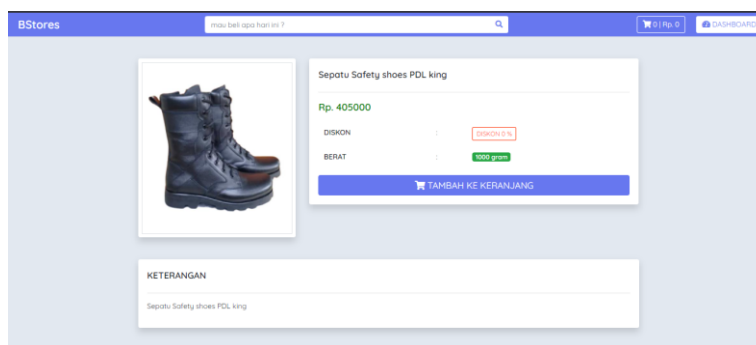 BStores
mau beli apa hari ini ?
0 | Rp. 0
DASHBOARD
Sepatu Safety shoes PDL king
Rp. 405000
DISKON : DISKON 0 %
BERAT : 1000 gram
TAMBAH KE KERANJANG
KETERANGAN
Sepatu Safety shoes PDL king